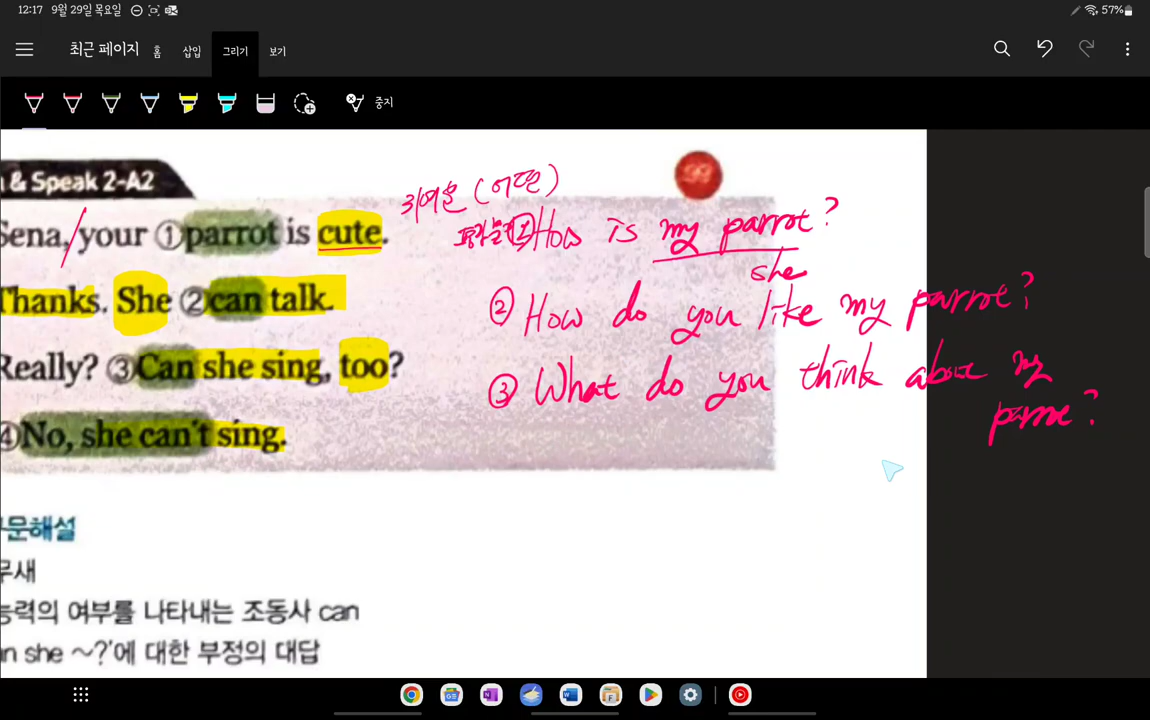 12:17 9월 29일 목요일 57%
최근 페이지 홈 삽입 그리기 보기
중지
& Speak 2-A2
Sena, your ①parrot is cute.
귀여운 (어떤)
① How is my parrot?
she
Thanks. She ②can talk.
② How do you like my parrot?
Really? ③Can she sing, too?
③ What do you think about my
parrot?
④No, she can't sing.
문해설
무새
능력의 여부를 나타내는 조동사 can
an she ~?'에 대한 부정의 대답